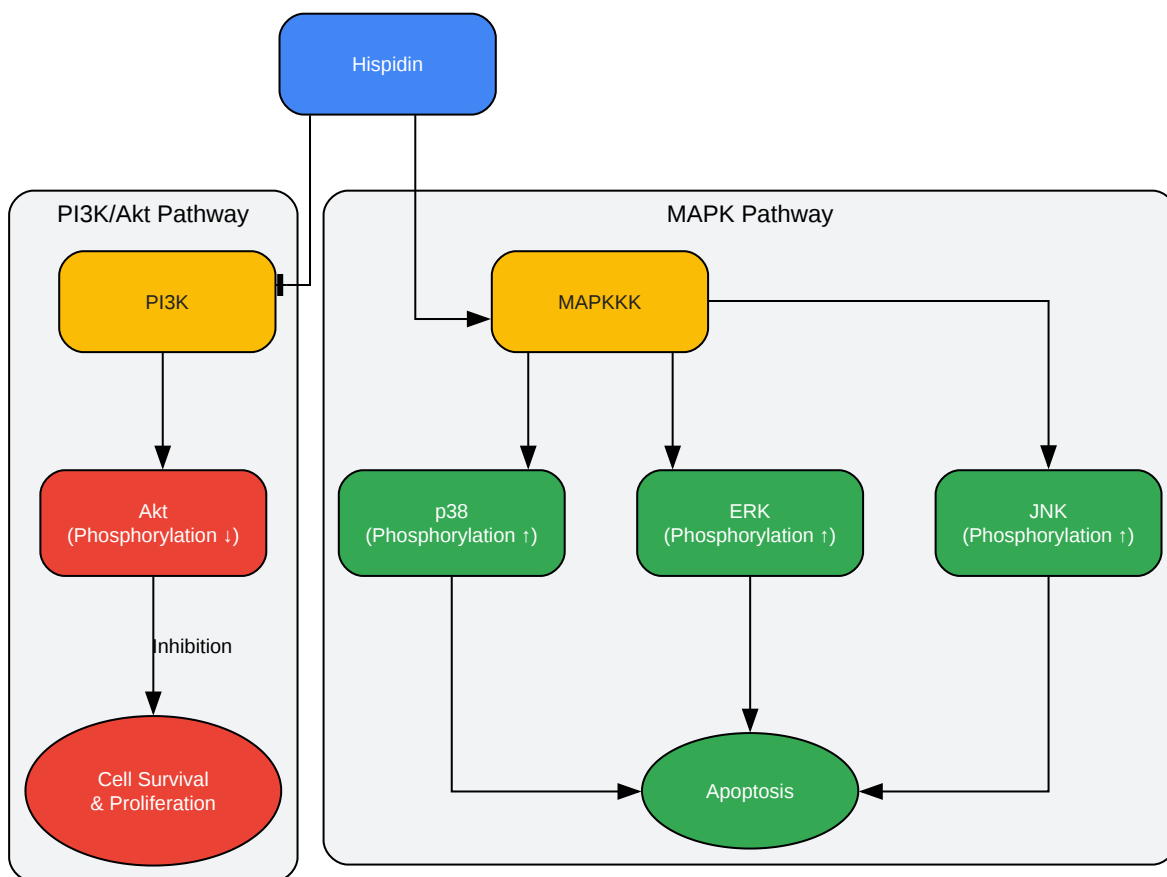 Hispidin
PI3K/Akt Pathway
PI3K
Akt
(Phosphorylation ↓)
Inhibition
Cell Survival
& Proliferation
MAPK Pathway
MAPKKK
p38
(Phosphorylation ↑)
ERK
(Phosphorylation ↑)
JNK
(Phosphorylation ↑)
Apoptosis